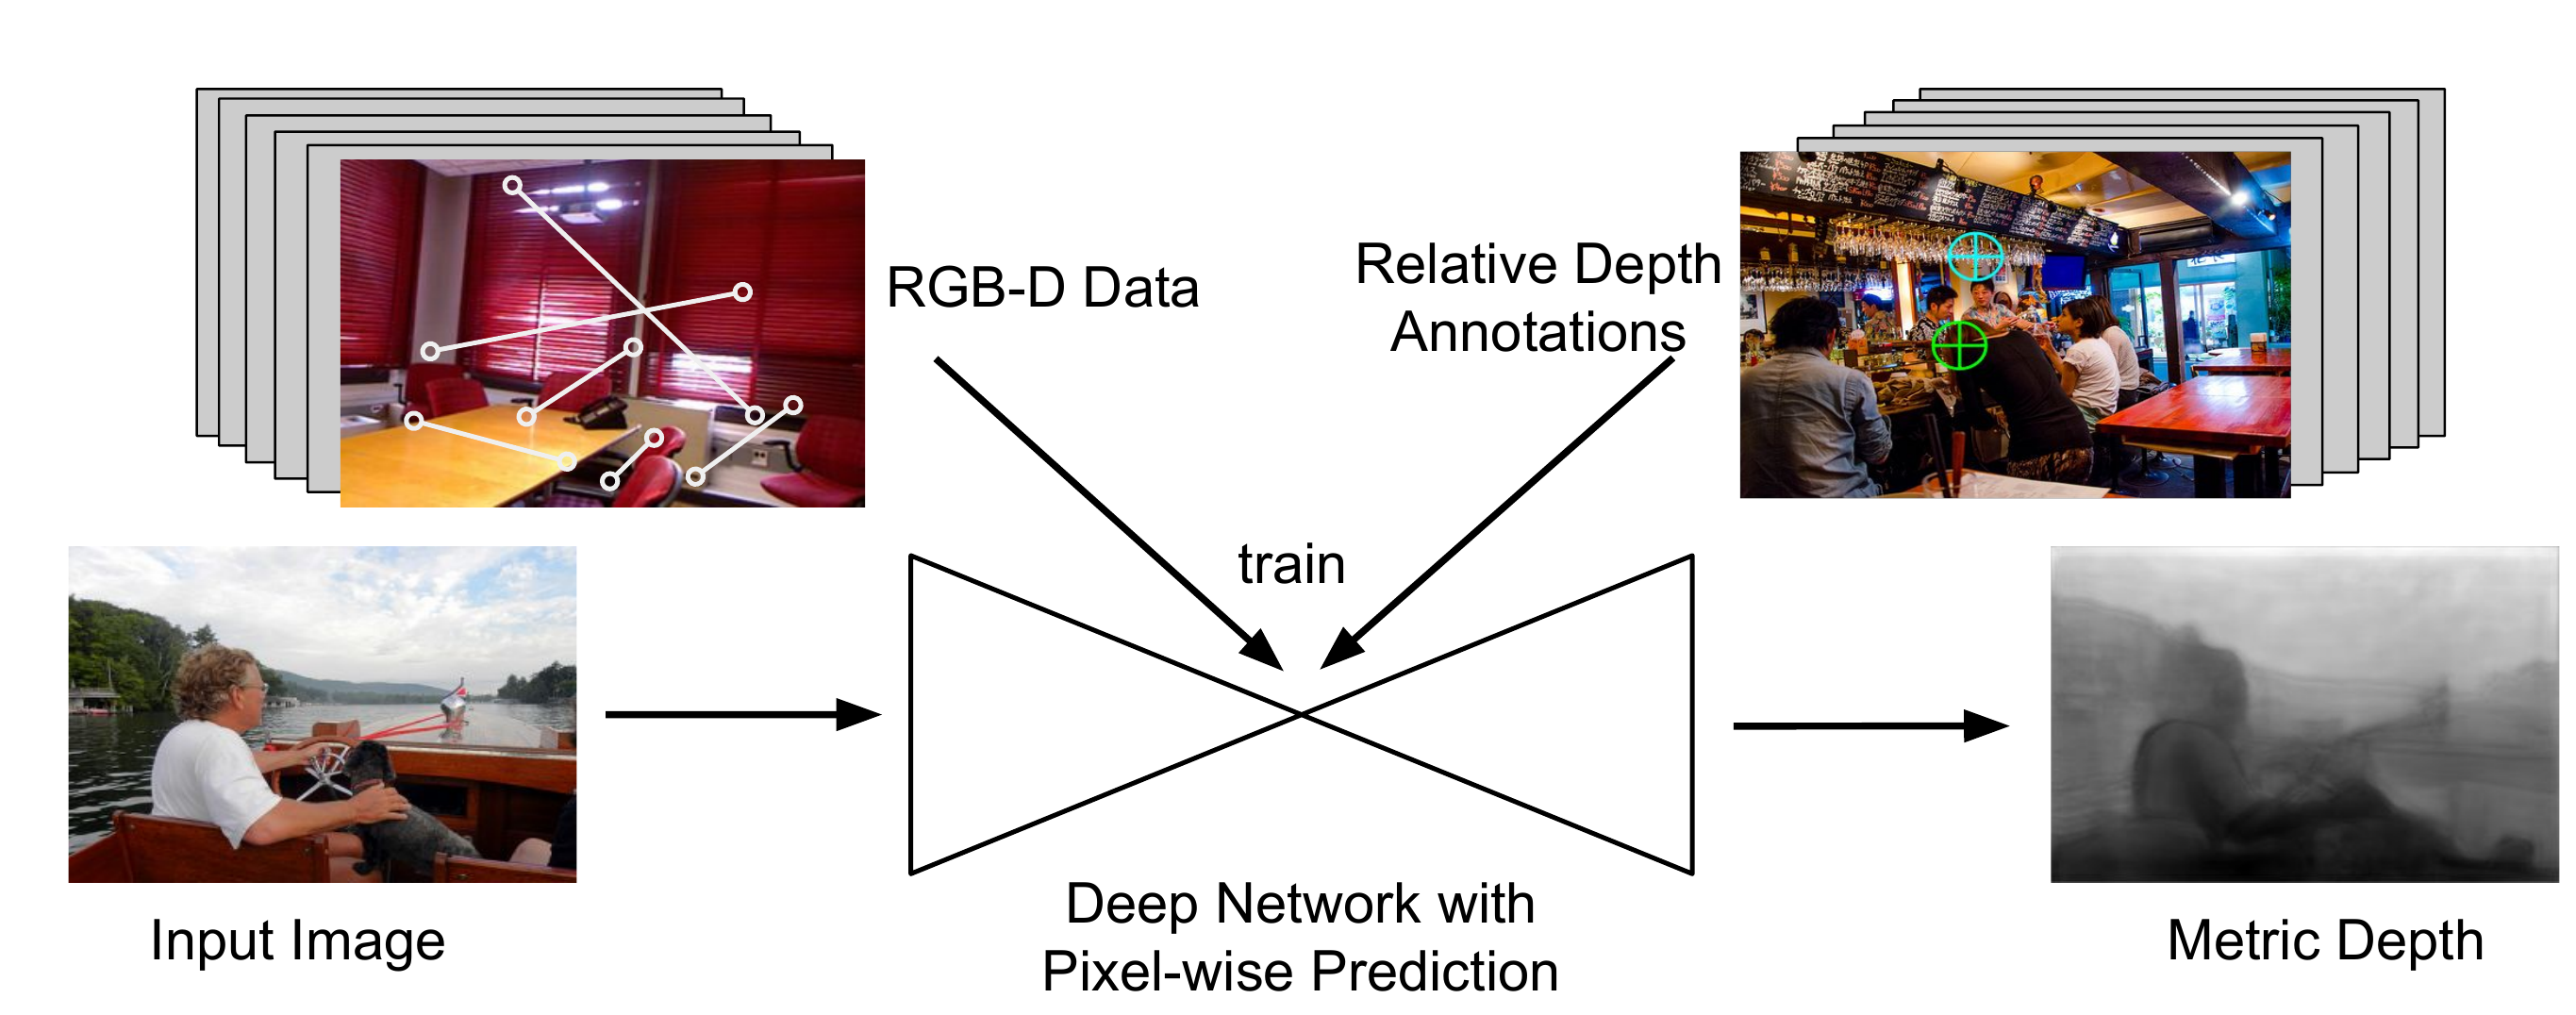 RGB-D Data
Relative Depth
Annotations
train
Input Image
Deep Network with
Pixel-wise Prediction
Metric Depth